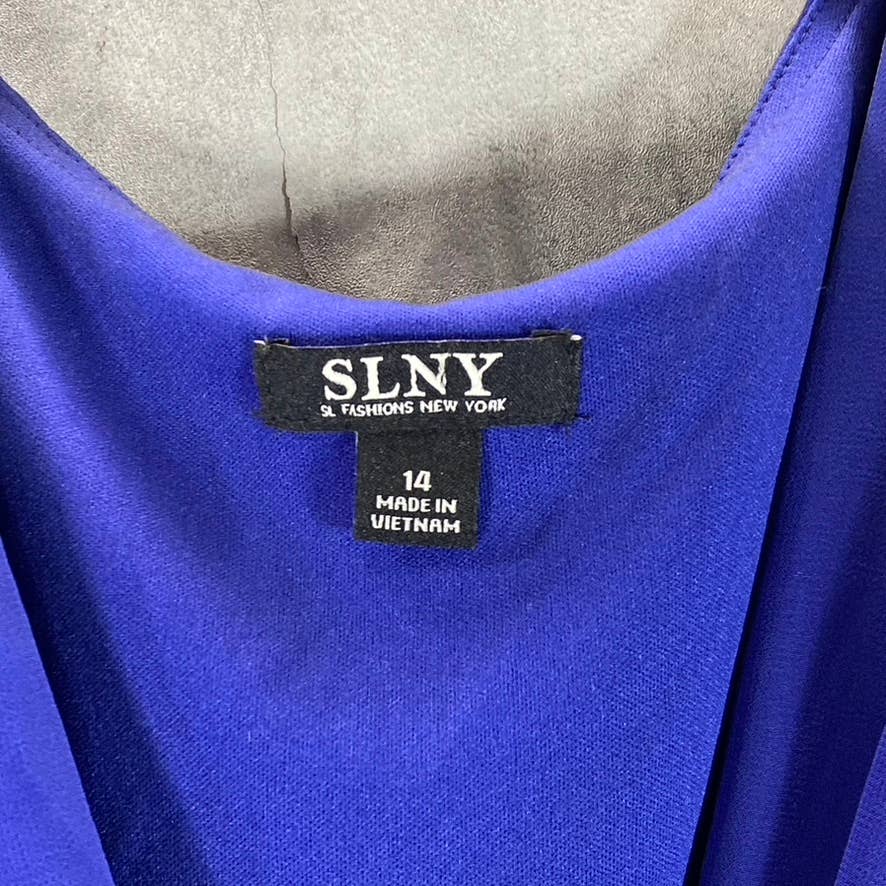 SLNY
SL FASHIONS NEW YORK
14
MADE IN
VIETNAM